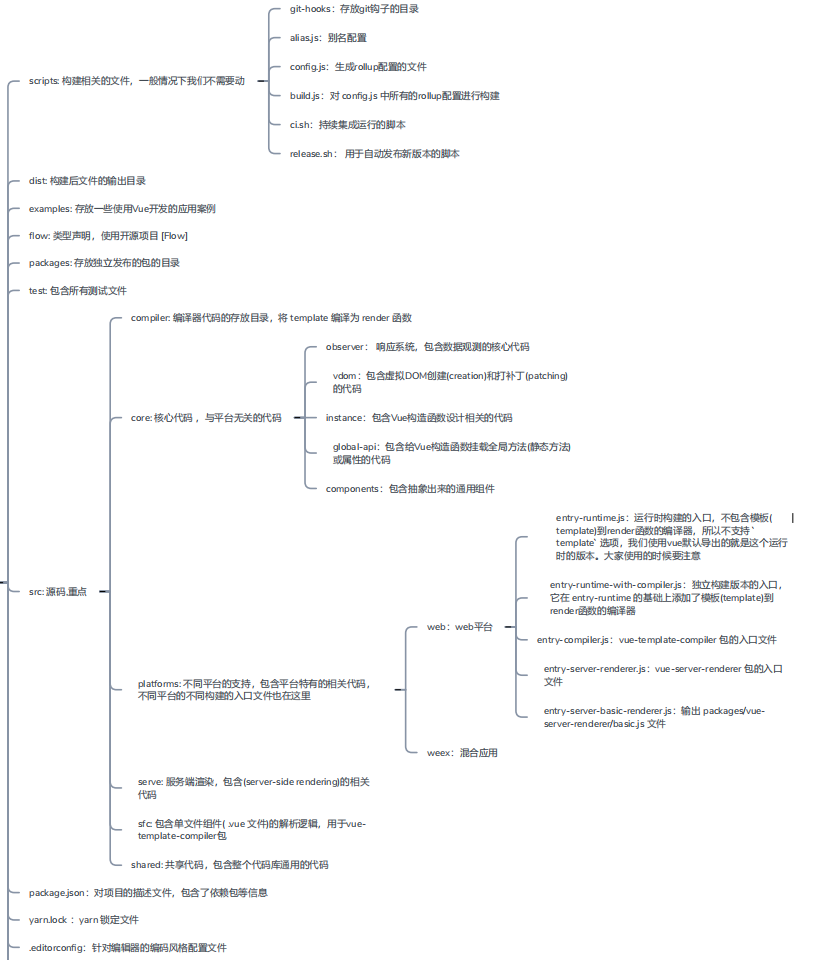 git-hooks：存放git钩子的目录
alias.js：别名配置
config.js：生成rollup配置的文件
scripts: 构建相关的文件，一般情况下我们不需要动
build.js：对 config.js 中所有的rollup配置进行构建
ci.sh：持续集成运行的脚本
release.sh： 用于自动发布新版本的脚本
dist: 构建后文件的输出目录
examples: 存放一些使用Vue开发的应用案例
flow: 类型声明，使用开源项目 [Flow]
packages: 存放独立发布的包的目录
test: 包含所有测试文件
compiler: 编译器代码的存放目录，将 template 编译为 render 函数
observer： 响应系统，包含数据观测的核心代码
vdom：包含虚拟DOM创建(creation)和打补丁(patching)
的代码
core: 核心代码 ，与平台无关的代码
instance：包含Vue构造函数设计相关的代码
global-api：包含给Vue构造函数挂载全局方法(静态方法)
或属性的代码
components：包含抽象出来的通用组件
entry-runtime.js：运行时构建的入口，不包含模板(
template)到render函数的编译器，所以不支持 `
template` 选项，我们使用vue默认导出的就是这个运行
时的版本。大家使用的时候要注意
entry-runtime-with-compiler.js：独立构建版本的入口，
它在 entry-runtime 的基础上添加了模板(template)到
render函数的编译器
src: 源码,重点
web：web平台
entry-compiler.js：vue-template-compiler 包的入口文件
entry-server-renderer.js：vue-server-renderer 包的入口
文件
platforms: 不同平台的支持，包含平台特有的相关代码，
不同平台的不同构建的入口文件也在这里
entry-server-basic-renderer.js：输出 packages/vue-
server-renderer/basic.js 文件
weex：混合应用
serve: 服务端渲染，包含(server-side rendering)的相关
代码
sfc: 包含单文件组件( .vue 文件)的解析逻辑，用于vue-
template-compiler包
shared: 共享代码，包含整个代码库通用的代码
package.json：对项目的描述文件，包含了依赖包等信息
yarn.lock ：yarn 锁定文件
.editorconfig：针对编辑器的编码风格配置文件